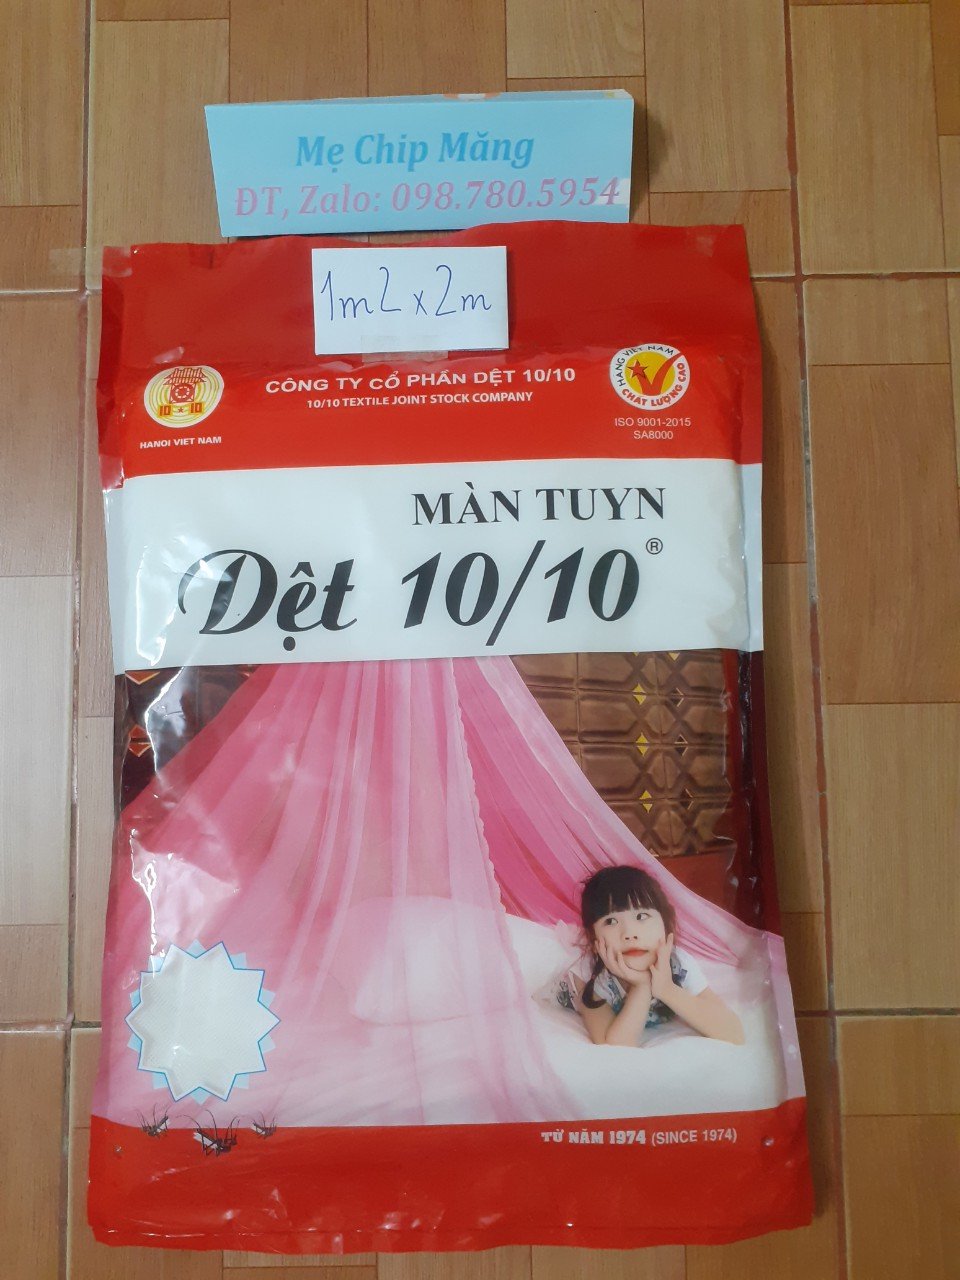 Mẹ Chip Măng
ĐT, Zalo: 098.780.5954
1m2 x 2m
CÔNG TY CỔ PHẦN DỆT 10/10
10/10 TEXTILE JOINT STOCK COMPANY
10 10
HANOI VIET NAM
HÀNG VIỆT NAM
CHẤT LƯỢNG CAO
ISO 9001-2015
SA8000
MÀN TUYN
Dệt 10/10®
TỪ NĂM 1974 (SINCE 1974)